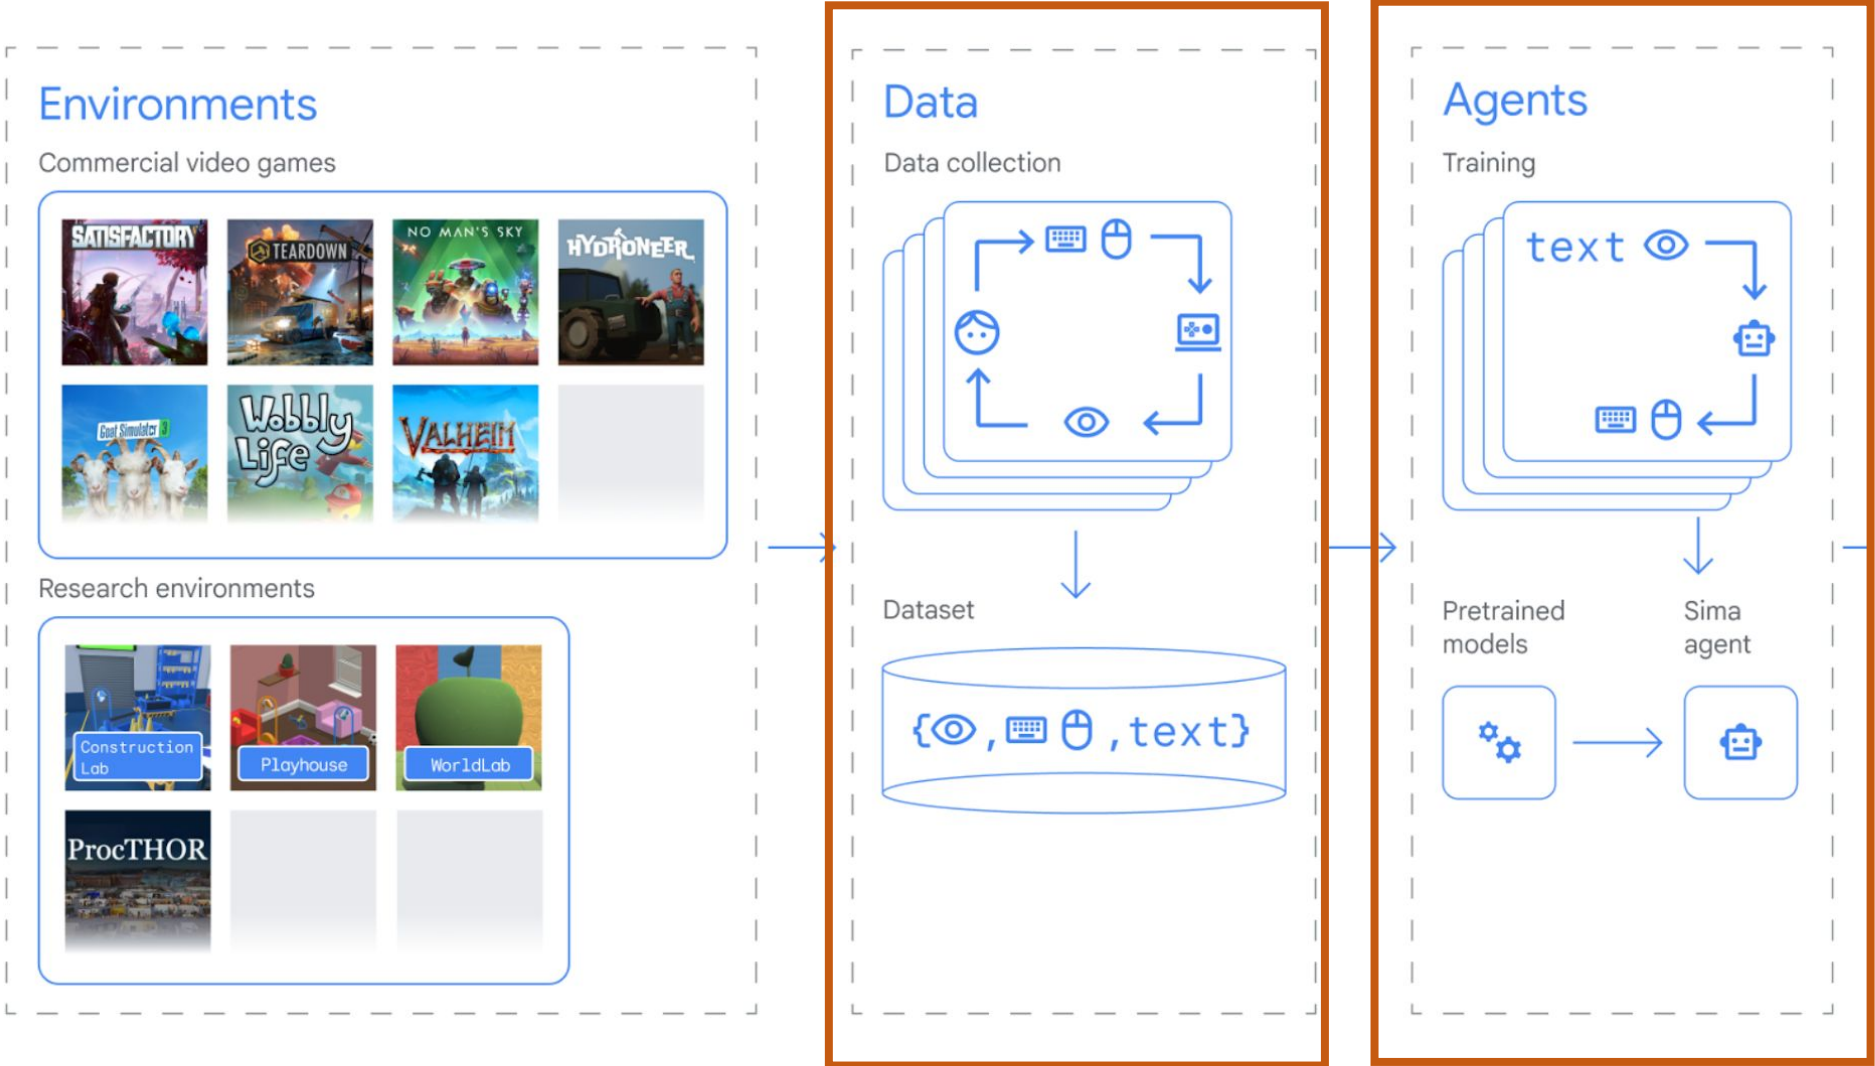 Environments
Commercial video games
SATISFACTORY
TEARDOWN
NO MAN'S SKY
HYDRONEER
Goat Simulator 3
Wobbly
Life
VALHEIM
Research environments
Construction
Lab
Playhouse
WorldLab
ProcTHOR
Data
Data collection
Dataset
{ , ,text}
Agents
Training
text
Pretrained
models
Sima
agent